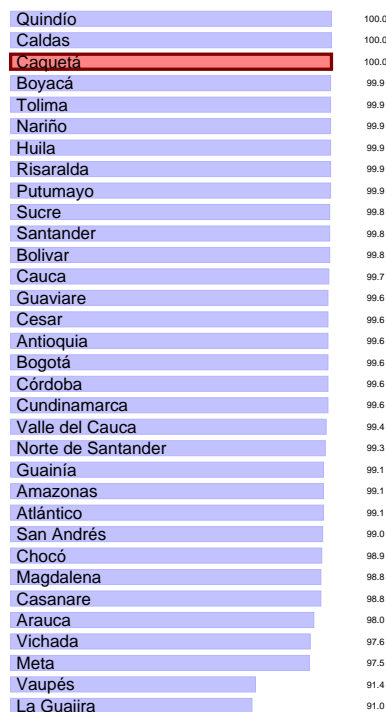 Quindío 100.0
Caldas 100.0
Caquetá 100.0
Boyacá 99.9
Tolima 99.9
Nariño 99.9
Huila 99.9
Risaralda 99.9
Putumayo 99.9
Sucre 99.8
Santander 99.8
Bolivar 99.8
Cauca 99.7
Guaviare 99.6
Cesar 99.6
Antioquia 99.6
Bogotá 99.6
Córdoba 99.6
Cundinamarca 99.6
Valle del Cauca 99.4
Norte de Santander 99.3
Guainía 99.1
Amazonas 99.1
Atlántico 99.1
San Andrés 99.0
Chocó 98.9
Magdalena 98.8
Casanare 98.8
Arauca 98.0
Vichada 97.6
Meta 97.5
Vaupés 91.4
La Guajira 91.0